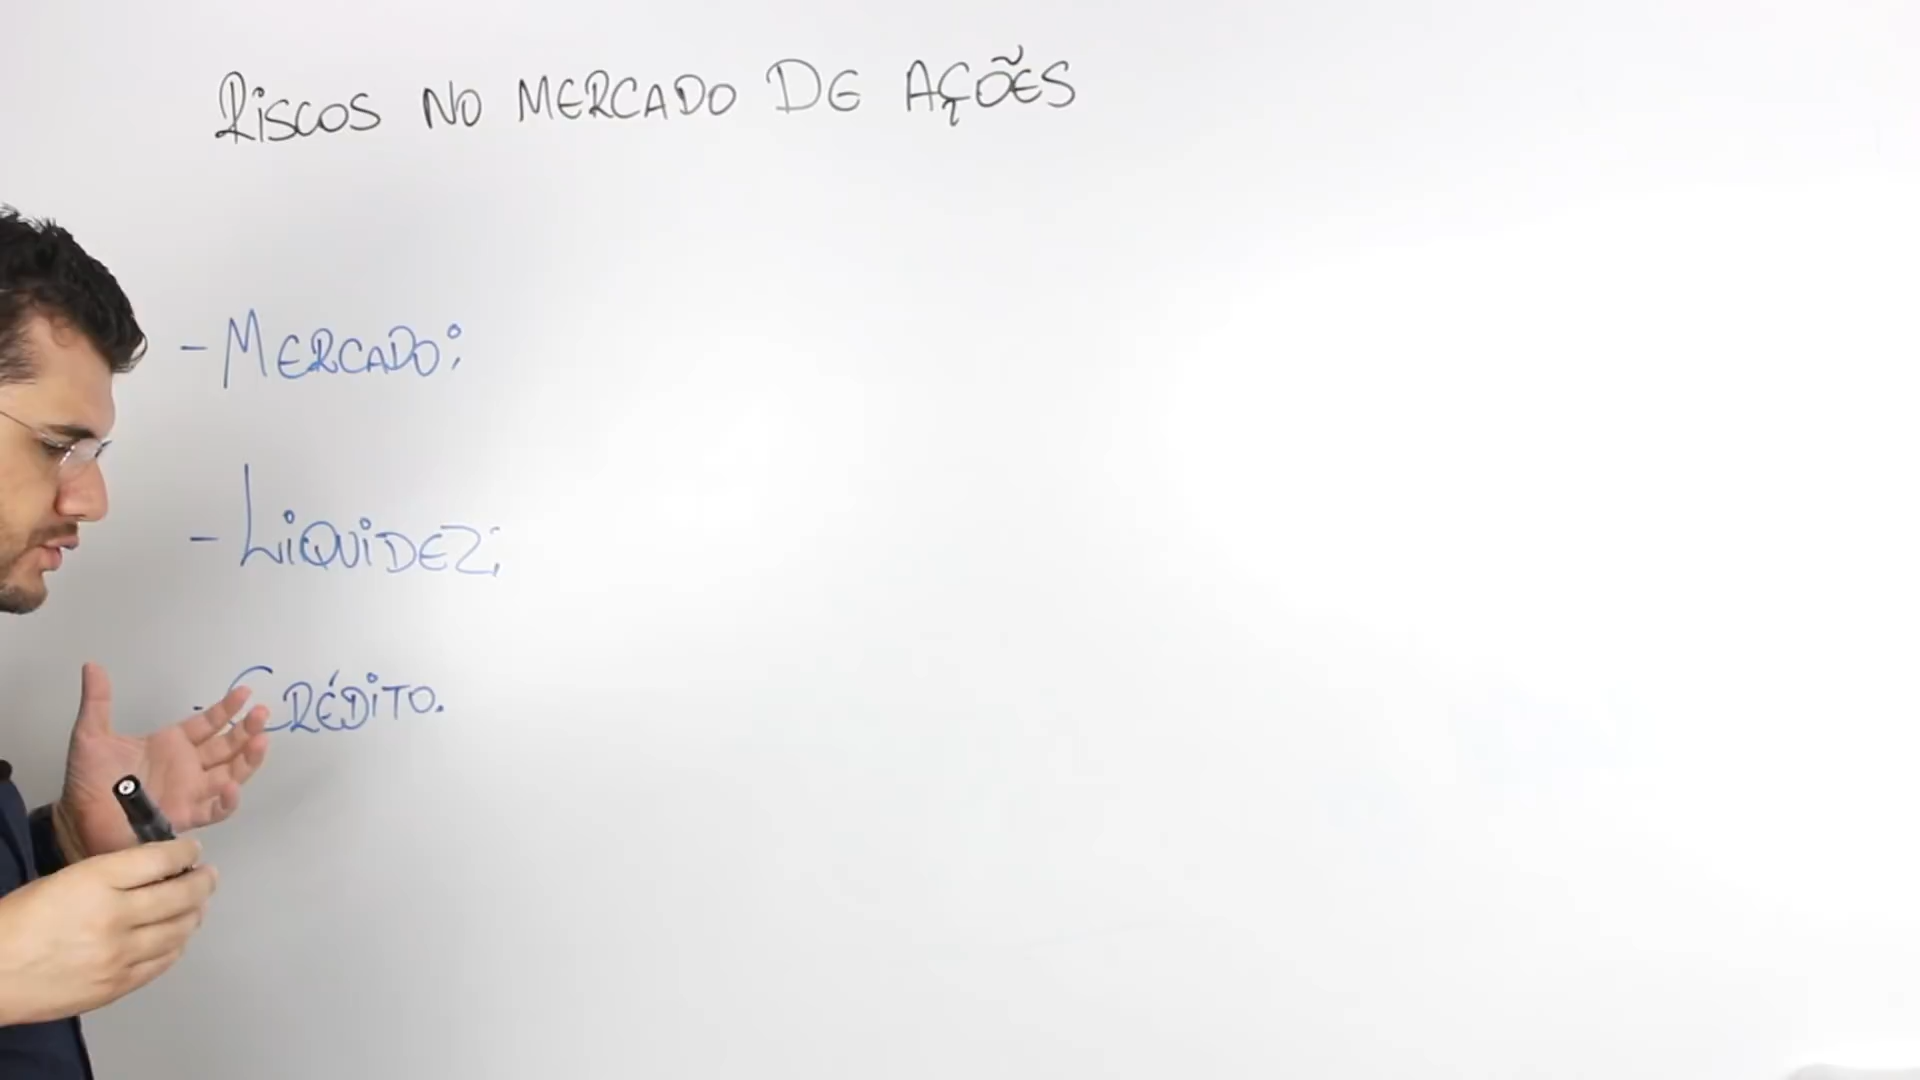 RISCOS NO MERCADO DE AÇÕES
- MERCADO;
- LIQUIDEZ;
- CRÉDITO.